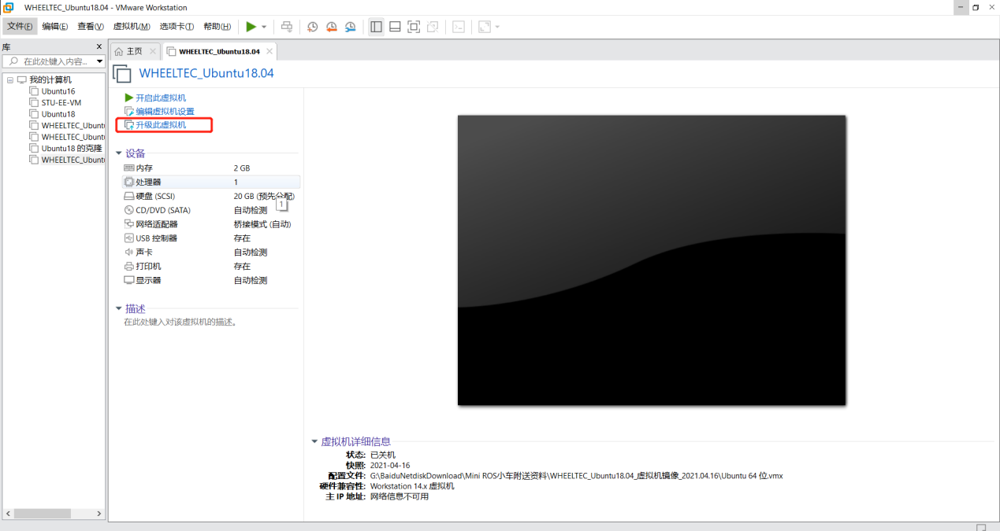 WHEELTEC_Ubuntu18.04 - VMware Workstation
文件(F) 编辑(E) 查看(V) 虚拟机(M) 选项卡(T) 帮助(H)
库
在此处键入内容...
我的计算机
Ubuntu16
STU-EE-VM
Ubuntu18
WHEELTEC_Ubunt
WHEELTEC_Ubunt
Ubuntu18 的克隆
WHEELTEC_Ubunt
主页
WHEELTEC_Ubuntu18.04
WHEELTEC_Ubuntu18.04
开启此虚拟机
编辑虚拟机设置
升级此虚拟机
设备
内存 2 GB
处理器 1
硬盘 (SCSI) 20 GB (预先分配)
1
CD/DVD (SATA) 自动检测
网络适配器 桥接模式 (自动)
USB 控制器 存在
声卡 自动检测
打印机 存在
显示器 自动检测
描述
在此处键入对该虚拟机的描述。
虚拟机详细信息
状态: 已关机
快照: 2021-04-16
配置文件: G:\BaiduNetdiskDownload\Mini ROS小车附送资料\WHEELTEC_Ubuntu18.04_虚拟机镜像_2021.04.16\Ubuntu 64 位.vmx
硬件兼容性: Workstation 14.x 虚拟机
主 IP 地址: 网络信息不可用